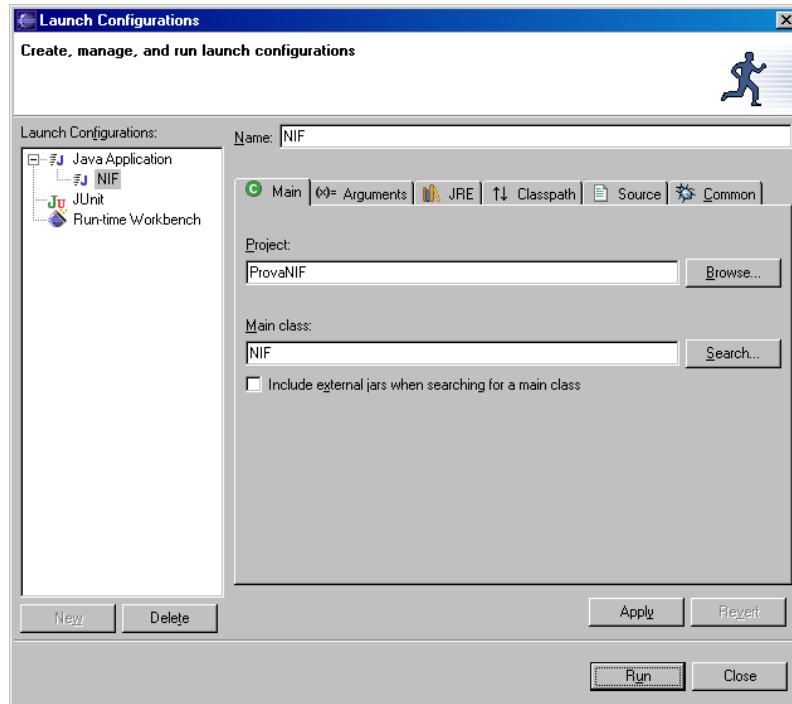 Launch Configurations
Create, manage, and run launch configurations
Launch Configurations:
Java Application
NIF
JUnit
Run-time Workbench
New
Delete
Name: NIF
Main (x)= Arguments JRE Classpath Source Common
Project:
ProvaNIF
Browse...
Main class:
NIF
Search...
Include external jars when searching for a main class
Apply
Revert
Run
Close